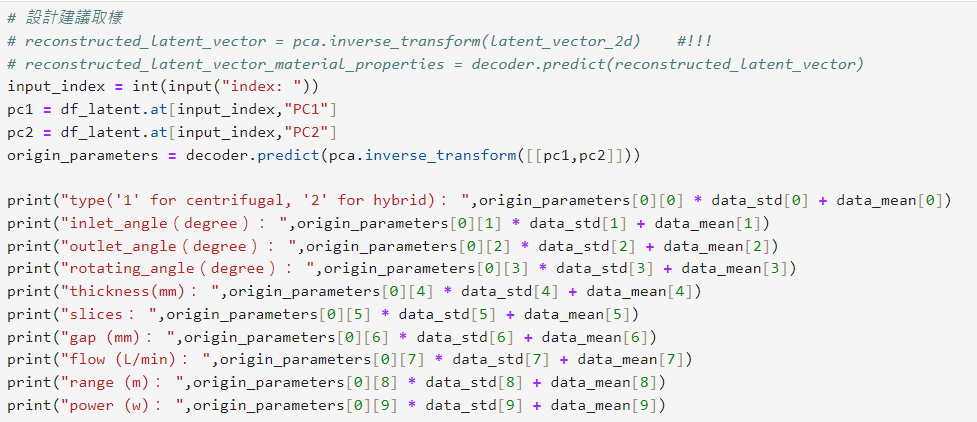 # 設計建議取樣
# reconstructed_latent_vector = pca.inverse_transform(latent_vector_2d)    #!!!
# reconstructed_latent_vector_material_properties = decoder.predict(reconstructed_latent_vector)
input_index = int(input("index: "))
pc1 = df_latent.at[input_index,"PC1"]
pc2 = df_latent.at[input_index,"PC2"]
origin_parameters = decoder.predict(pca.inverse_transform([[pc1,pc2]]))

print("type('1' for centrifugal, '2' for hybrid)： ",origin_parameters[0][0] * data_std[0] + data_mean[0])
print("inlet_angle（degree）： ",origin_parameters[0][1] * data_std[1] + data_mean[1])
print("outlet_angle（degree）： ",origin_parameters[0][2] * data_std[2] + data_mean[2])
print("rotating_angle（degree）： ",origin_parameters[0][3] * data_std[3] + data_mean[3])
print("thickness(mm)： ",origin_parameters[0][4] * data_std[4] + data_mean[4])
print("slices： ",origin_parameters[0][5] * data_std[5] + data_mean[5])
print("gap (mm)： ",origin_parameters[0][6] * data_std[6] + data_mean[6])
print("flow (L/min)： ",origin_parameters[0][7] * data_std[7] + data_mean[7])
print("range (m)： ",origin_parameters[0][8] * data_std[8] + data_mean[8])
print("power (w)： ",origin_parameters[0][9] * data_std[9] + data_mean[9])